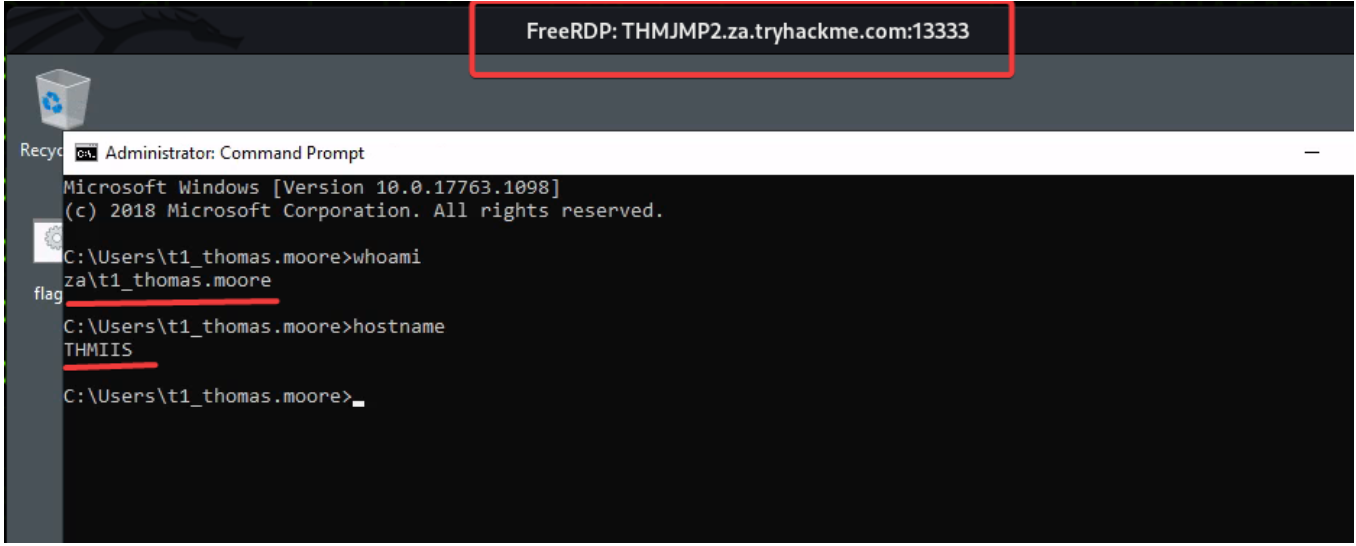 FreeRDP: THMJMP2.za.tryhackme.com:13333
Recyc
Administrator: Command Prompt
Microsoft Windows [Version 10.0.17763.1098]
(c) 2018 Microsoft Corporation. All rights reserved.
C:\Users\t1_thomas.moore>whoami
za\t1_thomas.moore
flag
C:\Users\t1_thomas.moore>hostname
THMIIS
C:\Users\t1_thomas.moore>